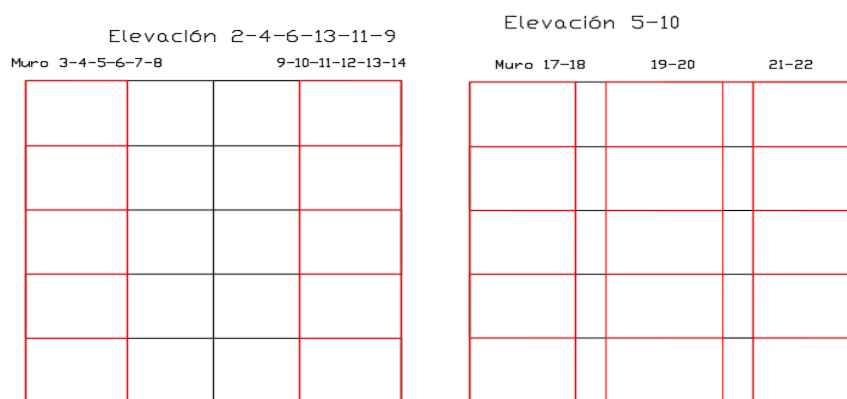 Elevación 2-4-6-13-11-9
Muro 3-4-5-6-7-8 9-10-11-12-13-14
Elevación 5-10
Muro 17-18 19-20 21-22